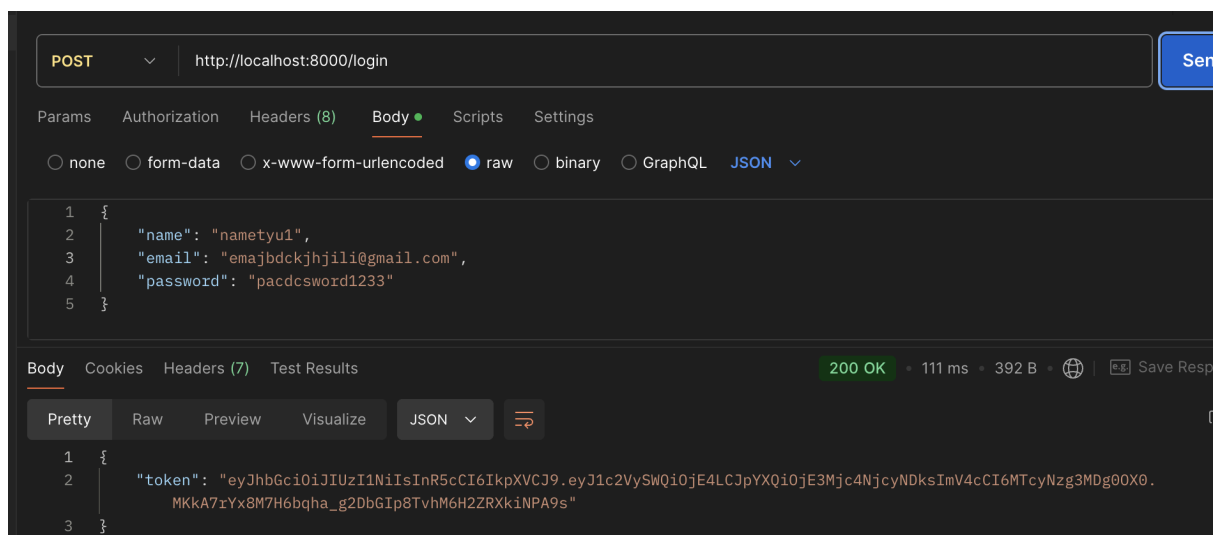 POST http://localhost:8000/login Sen
Params Authorization Headers (8) Body Scripts Settings
none form-data x-www-form-urlencoded raw binary GraphQL JSON
1 {
2 "name": "nametyu1",
3 "email": "emajbdckjhjili@gmail.com",
4 "password": "pacdcsword1233"
5 }
Body Cookies Headers (7) Test Results 200 OK 111 ms 392 B e.g. Save Resp
Pretty Raw Preview Visualize JSON
1 {
2 "token": "eyJhbGciOiJIUzI1NiIsInR5cCI6IkpXVCJ9.eyJ1c2VySWQiOjE4LCJpYXQiOjE3Mjc4NjcyNDksImV4cCI6MTcyNzg3MDg0OX0.
MKkA7rYx8M7H6bqha_g2DbGIp8TvhM6H2ZRXkiNPA9s"
3 }